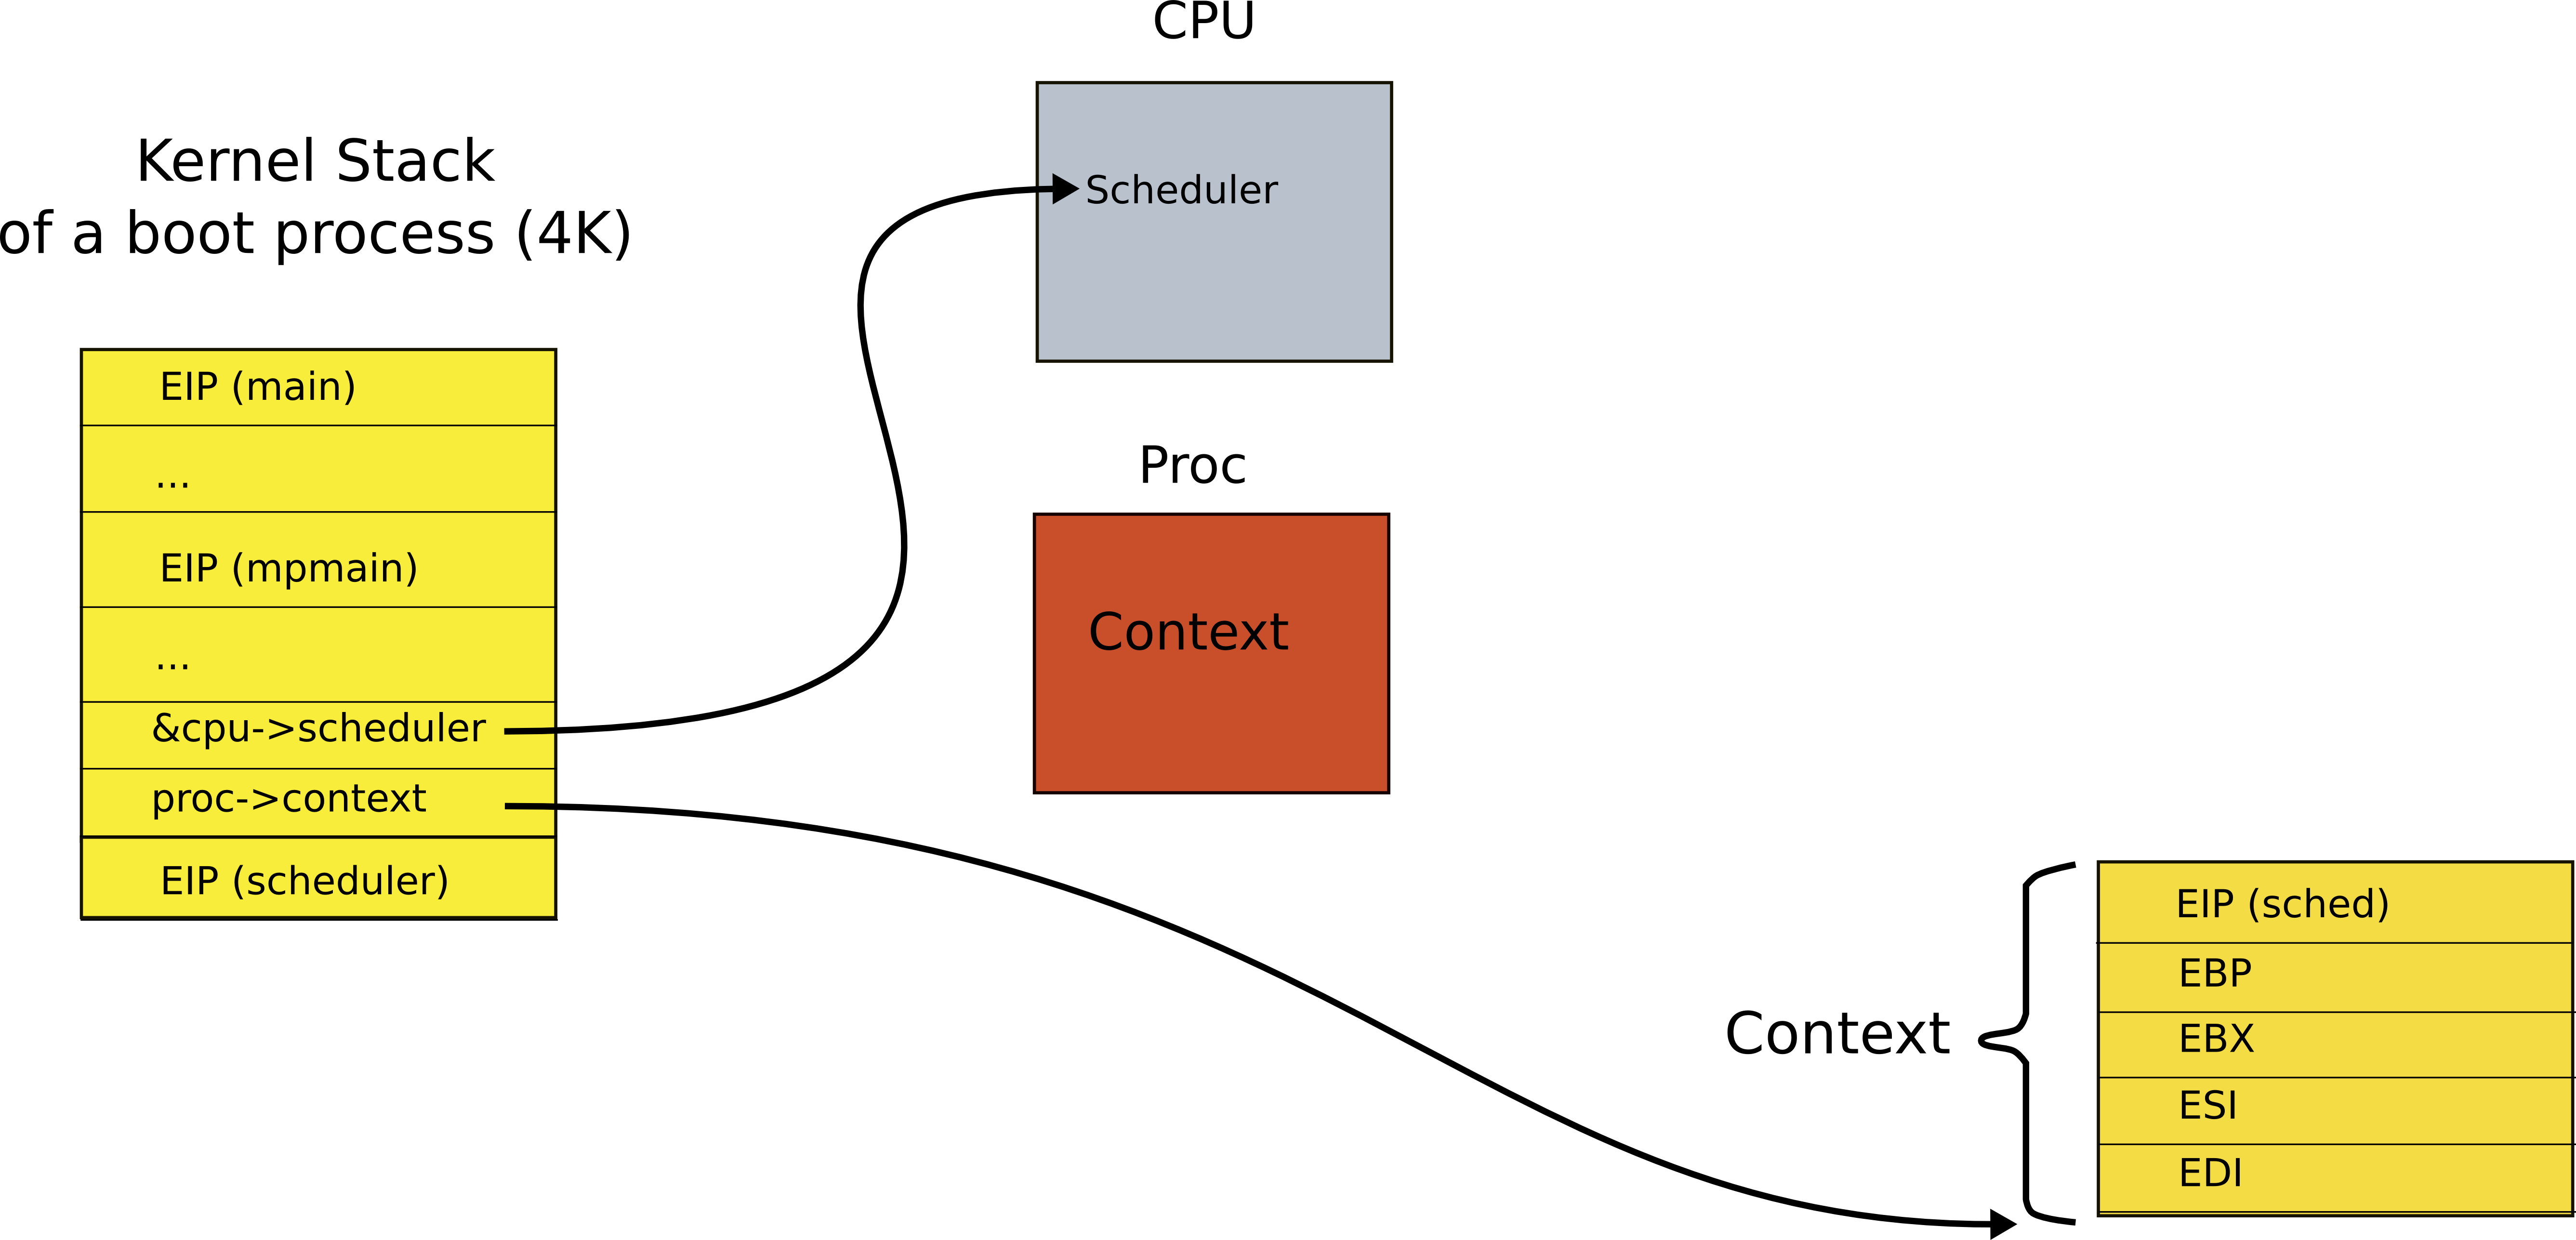 CPU
Kernel Stack
of a boot process (4K)
Scheduler
EIP (main)
...
EIP (mpmain)
...
&cpu->scheduler
proc->context
EIP (scheduler)
Proc
Context
Context
EIP (sched)
EBP
EBX
ESI
EDI